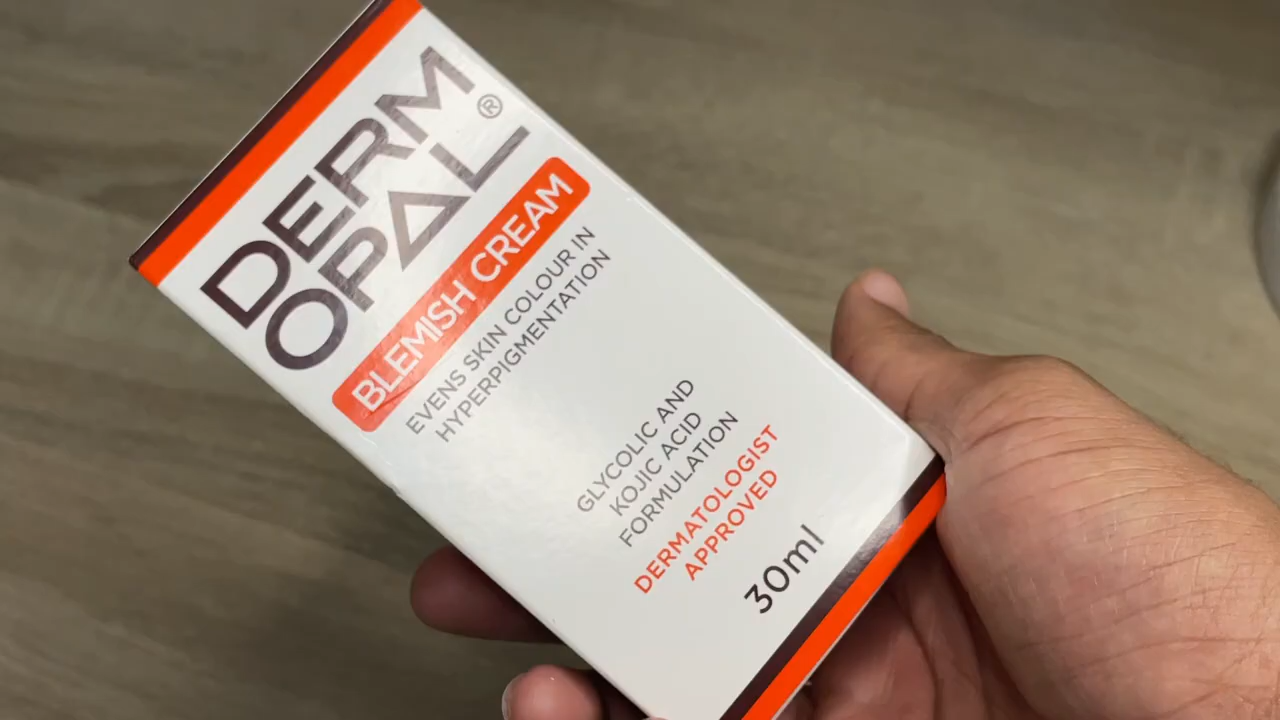 DERM
OPAL®
BLEMISH CREAM
EVENS SKIN COLOUR IN
HYPERPIGMENTATION
GLYCOLIC AND
KOJIC ACID
FORMULATION
DERMATOLOGIST
APPROVED
30ml